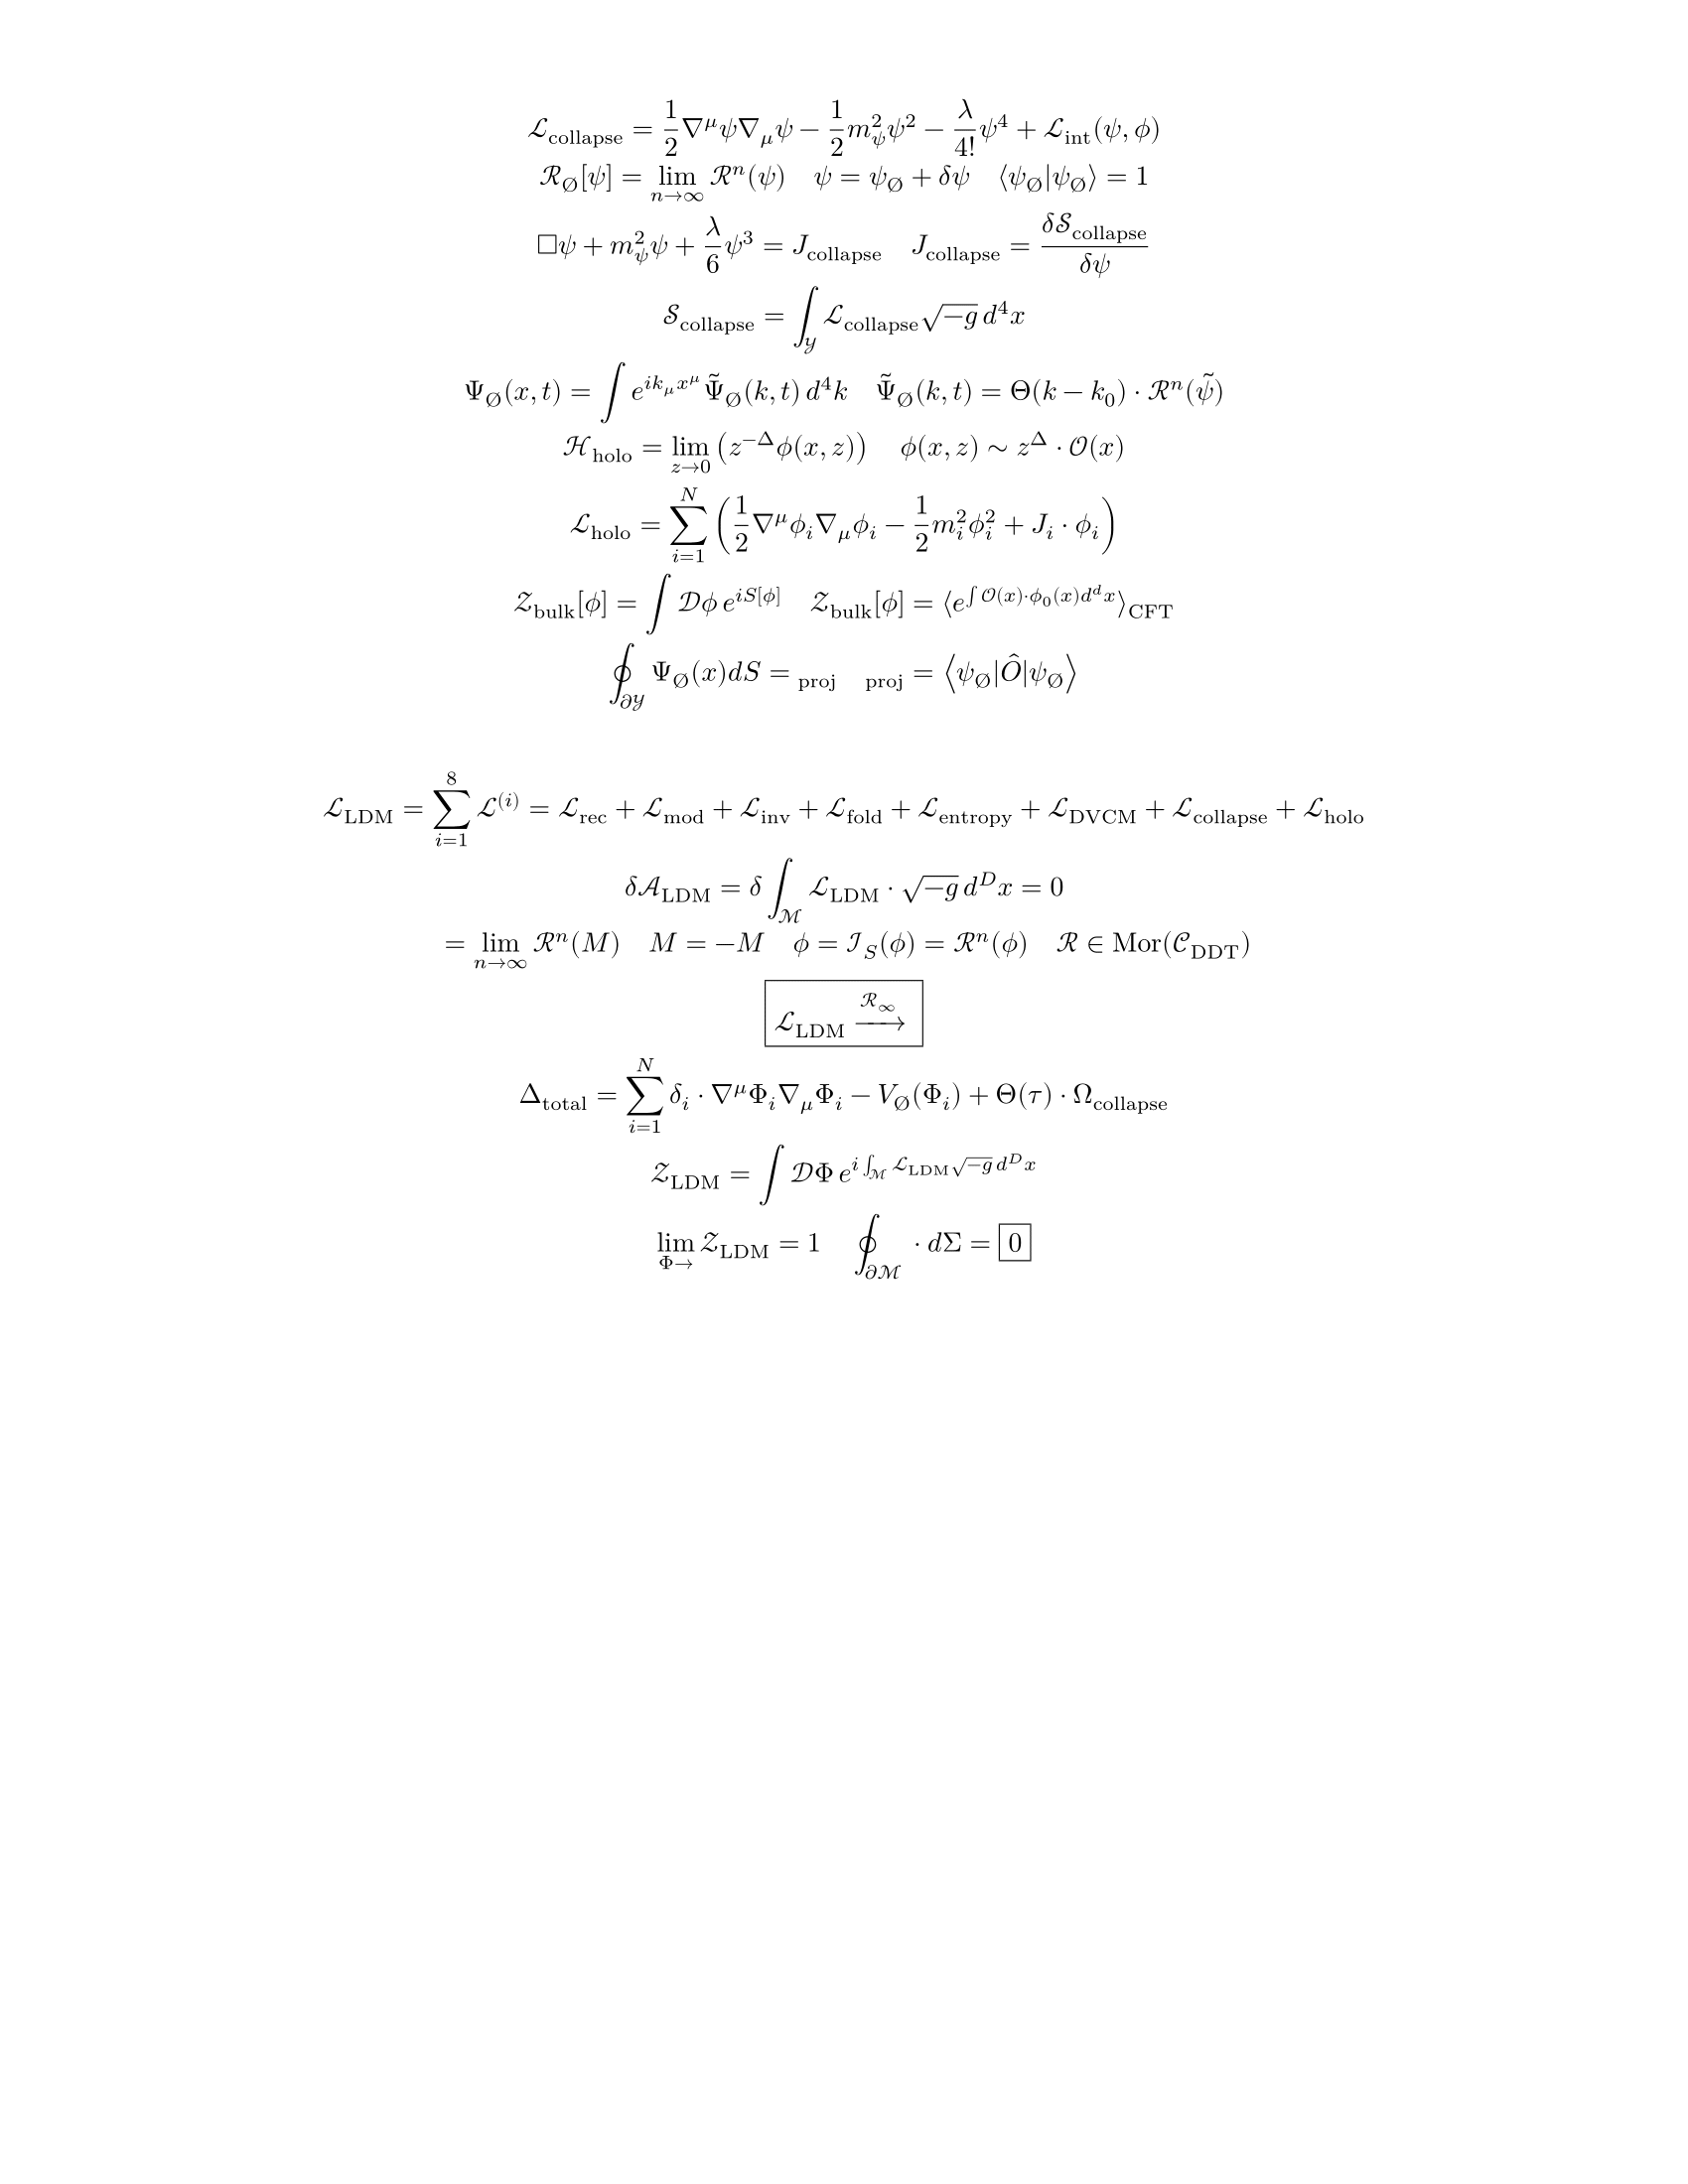 $\mathcal{L}_{\text{collapse}} = \frac{1}{2}\nabla^\mu\psi\nabla_\mu\psi - \frac{1}{2}m_\psi^2\psi^2 - \frac{\lambda}{4!}\psi^4 + \mathcal{L}_{\text{int}}(\psi,\phi)$
$\mathcal{R}_{\text{Ø}}[\psi] = \lim_{n\to\infty}\mathcal{R}^n(\psi) \quad \psi = \psi_{\text{Ø}} + \delta\psi \quad \langle\psi_{\text{Ø}}|\psi_{\text{Ø}}\rangle = 1$
$\Box\psi + m_\psi^2\psi + \frac{\lambda}{6}\psi^3 = J_{\text{collapse}} \quad J_{\text{collapse}} = \frac{\delta\mathcal{S}_{\text{collapse}}}{\delta\psi}$
$\mathcal{S}_{\text{collapse}} = \int_{\mathcal{Y}} \mathcal{L}_{\text{collapse}}\sqrt{-g}\,d^4x$
$\Psi_{\text{Ø}}(x,t) = \int e^{ik_\mu x^\mu}\tilde{\Psi}_{\text{Ø}}(k,t)\,d^4k \quad \tilde{\Psi}_{\text{Ø}}(k,t) = \Theta(k-k_0)\cdot\mathcal{R}^n(\tilde{\psi})$
$\mathcal{H}_{\text{holo}} = \lim_{z\to 0}\left(z^{-\Delta}\phi(x,z)\right) \quad \phi(x,z)\sim z^\Delta\cdot\mathcal{O}(x)$
$\mathcal{L}_{\text{holo}} = \sum_{i=1}^{N}\left(\frac{1}{2}\nabla^\mu\phi_i\nabla_\mu\phi_i - \frac{1}{2}m_i^2\phi_i^2 + J_i\cdot\phi_i\right)$
$\mathcal{Z}_{\text{bulk}}[\phi] = \int\mathcal{D}\phi\,e^{iS[\phi]} \quad \mathcal{Z}_{\text{bulk}}[\phi] = \langle e^{\int\mathcal{O}(x)\cdot\phi_0(x)d^dx}\rangle_{\text{CFT}}$
$\oint_{\partial\mathcal{Y}}\Psi_{\text{Ø}}(x)dS = {}_{\text{proj}} \quad {}_{\text{proj}} = \left\langle\psi_{\text{Ø}}|\hat{O}|\psi_{\text{Ø}}\right\rangle$
$\mathcal{L}_{\text{LDM}} = \sum_{i=1}^{8}\mathcal{L}^{(i)} = \mathcal{L}_{\text{rec}} + \mathcal{L}_{\text{mod}} + \mathcal{L}_{\text{inv}} + \mathcal{L}_{\text{fold}} + \mathcal{L}_{\text{entropy}} + \mathcal{L}_{\text{DVCM}} + \mathcal{L}_{\text{collapse}} + \mathcal{L}_{\text{holo}}$
$\delta\mathcal{A}_{\text{LDM}} = \delta\int_{\mathcal{M}}\mathcal{L}_{\text{LDM}}\cdot\sqrt{-g}\,d^Dx = 0$
$= \lim_{n\to\infty}\mathcal{R}^n(M) \quad M = -M \quad \phi = \mathcal{I}_S(\phi) = \mathcal{R}^n(\phi) \quad \mathcal{R}\in\text{Mor}(\mathcal{C}_{\text{DDT}})$
$\boxed{\mathcal{L}_{\text{LDM}}\xrightarrow{\mathcal{R}_\infty}}$
$\Delta_{\text{total}} = \sum_{i=1}^{N}\delta_i\cdot\nabla^\mu\Phi_i\nabla_\mu\Phi_i - V_{\text{Ø}}(\Phi_i) + \Theta(\tau)\cdot\Omega_{\text{collapse}}$
$\mathcal{Z}_{\text{LDM}} = \int\mathcal{D}\Phi\,e^{i\int_{\mathcal{M}}\mathcal{L}_{\text{LDM}}\sqrt{-g}\,d^Dx}$
$\lim_{\Phi\to}\mathcal{Z}_{\text{LDM}} = 1 \quad \oint_{\partial\mathcal{M}}\cdot d\Sigma = \boxed{0}$